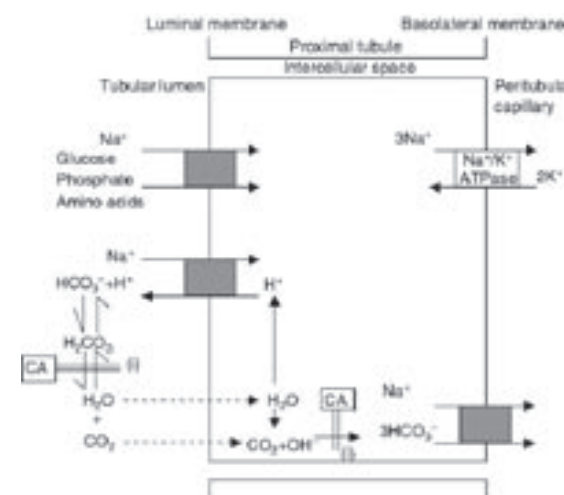 Luminal membrane
Basolateral membrane
Proximal tubule
Intercellular space
Tubular lumen
Peritubula
capillary
Na⁺
Glucose
Phosphate
Amino acids
3Na⁺
Na⁺/K⁺
ATPase
2K⁺
Na⁺
HCO₃⁻+H⁺
H⁺
H₂CO₃
CA
(i)
H₂O
+
CO₂
H₂O
CA
CO₂+OH
(i)
Na⁺
3HCO₃⁻